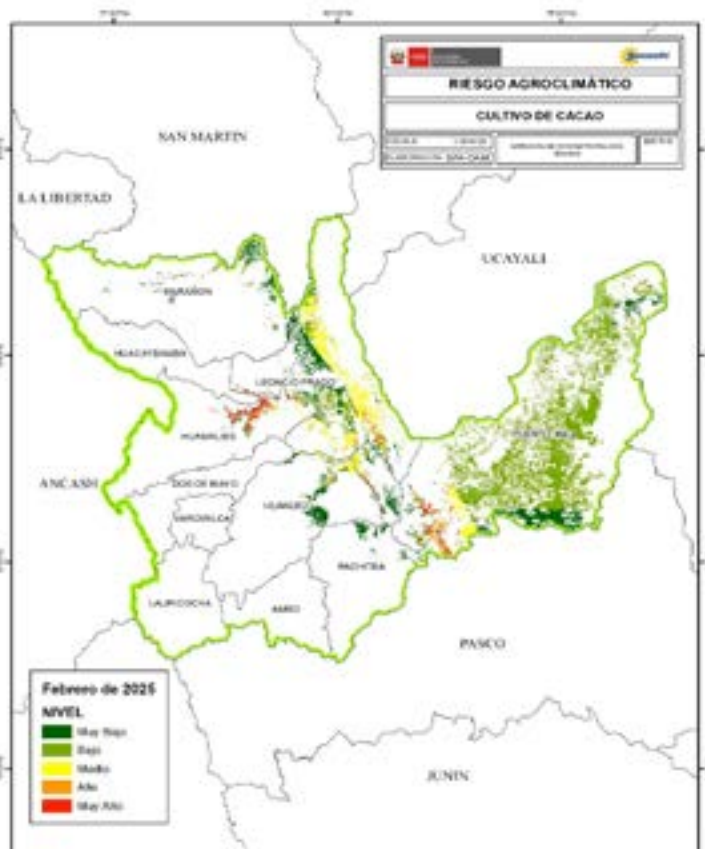 RIESGO AGROCLIMÁTICO
CULTIVO DE CACAO
SAN MARTIN
LA LIBERTAD
UCAYALI
MARAÑON
HUACAYBAMBA
LEONCIO PRADO
HUAMALIES
PUERTO INCA
ANCASH
DOS DE MAYO
YAROWILCA
HUANUCO
PACHITEA
LAURICOCHA
AMBO
PASCO
JUNIN
Febrero de 2025
NIVEL
Muy Bajo
Bajo
Medio
Alto
Muy Alto